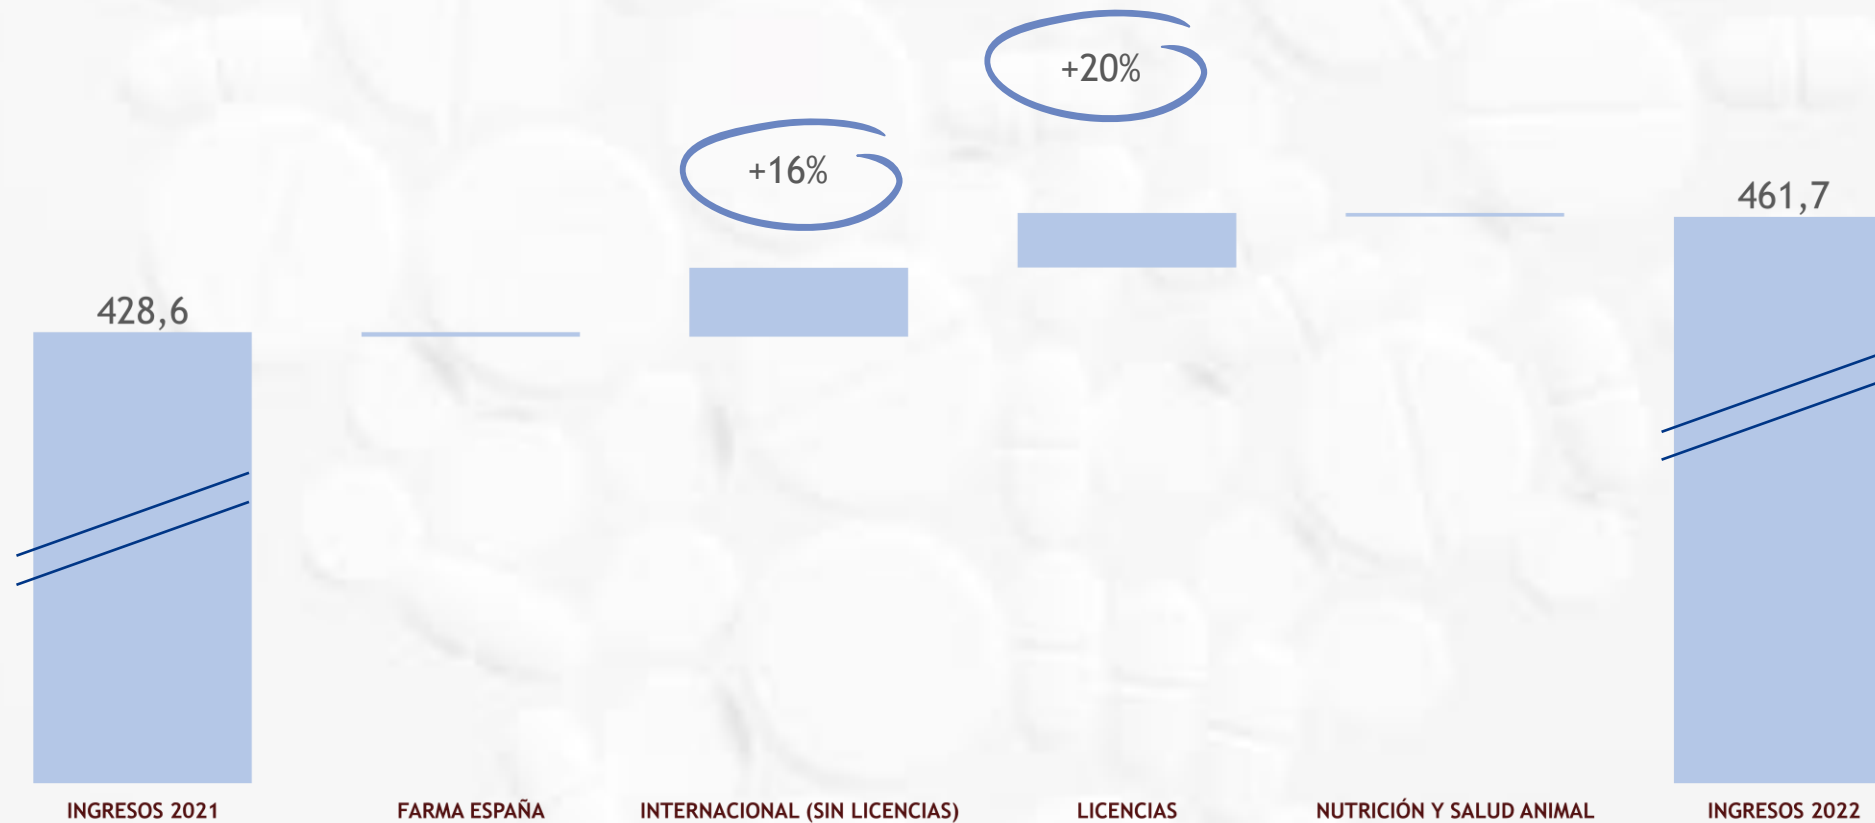 +20%
+16%
461,7
428,6
INGRESOS 2021
FARMA ESPAÑA
INTERNACIONAL (SIN LICENCIAS)
LICENCIAS
NUTRICIÓN Y SALUD ANIMAL
INGRESOS 2022